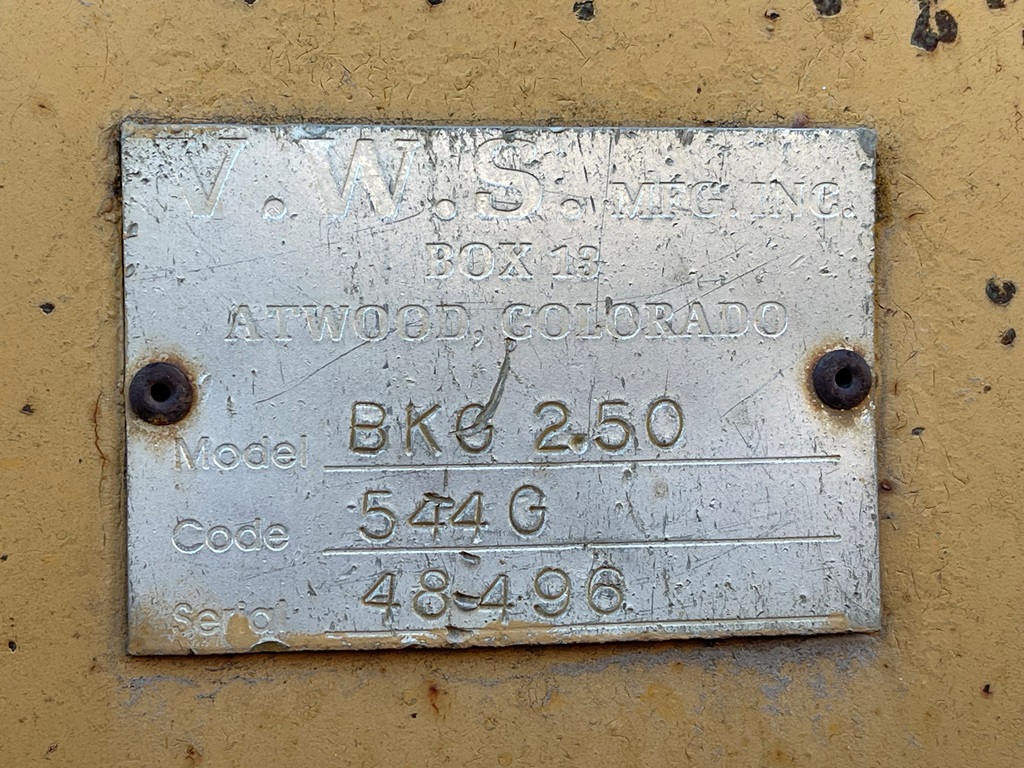 V.W.S. MFG. INC.
BOX 13
ATWOOD, COLORADO
Model BKG 2.50
Code 544G
Serial 48496